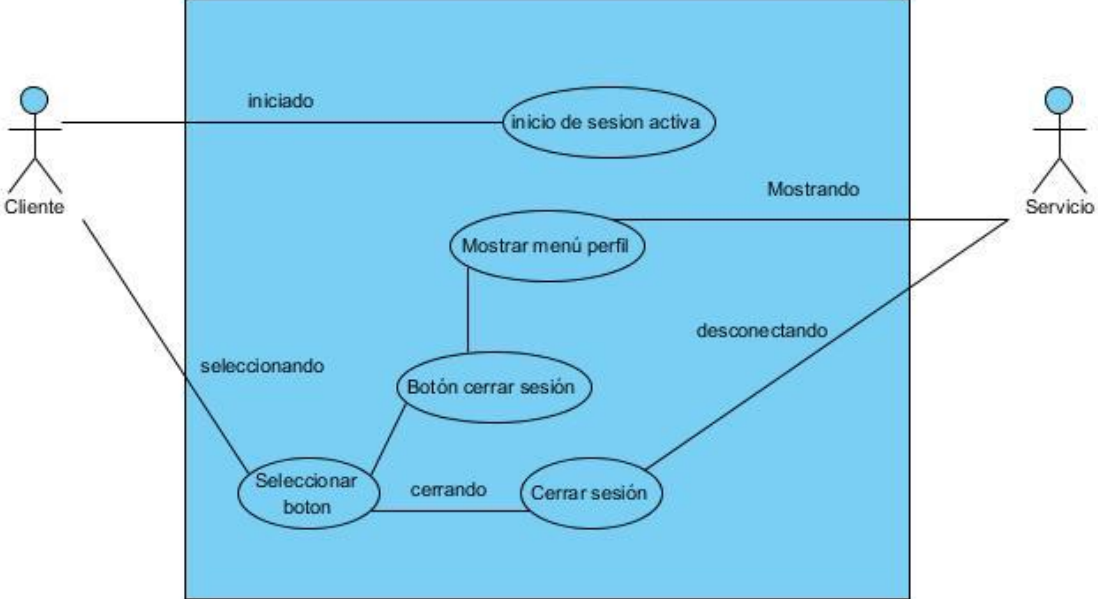 iniciado
inicio de sesion activa
Cliente
Servicio
Mostrando
Mostrar menú perfil
desconectando
seleccionando
Botón cerrar sesión
Seleccionar
boton
cerrando
Cerrar sesión